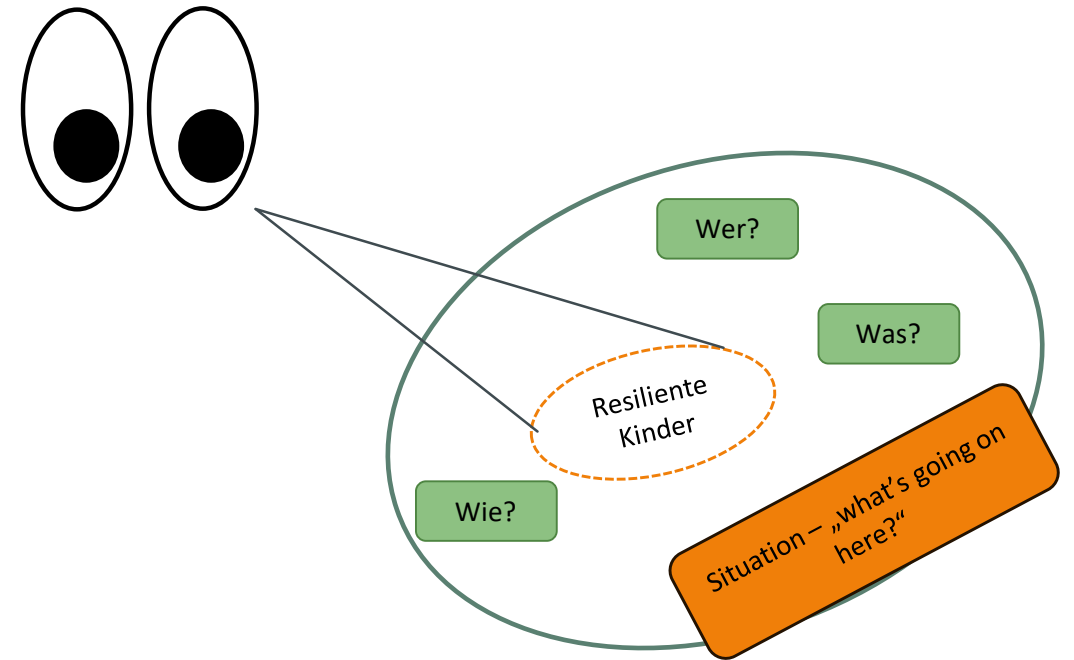 Wer?
Was?
Resiliente
Kinder
Wie?
Situation – „what’s going on
here?“